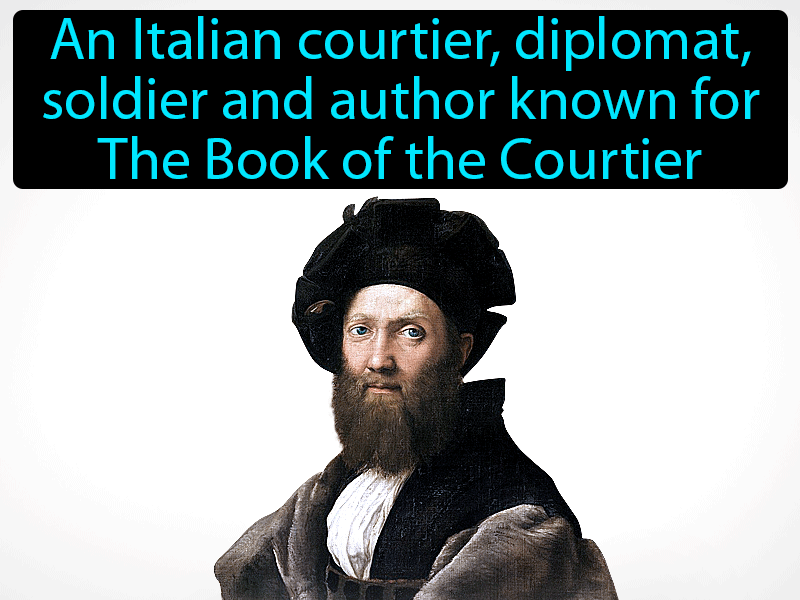 An Italian courtier, diplomat,
soldier and author known for
The Book of the Courtier